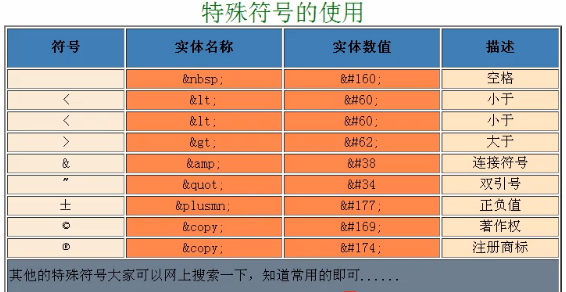 特殊符号的使用
符号 实体名称 实体数值 描述
&nbsp; &#160; 空格
< &lt; &#60; 小于
< &lt; &#60; 小于
> &gt; &#62; 大于
& &amp; &#38 连接符号
" &quot; &#34 双引号
± &plusmn; &#177; 正负值
© &copy; &#169; 著作权
® &copy; &#174; 注册商标
其他的特殊符号大家可以网上搜索一下，知道常用的即可......